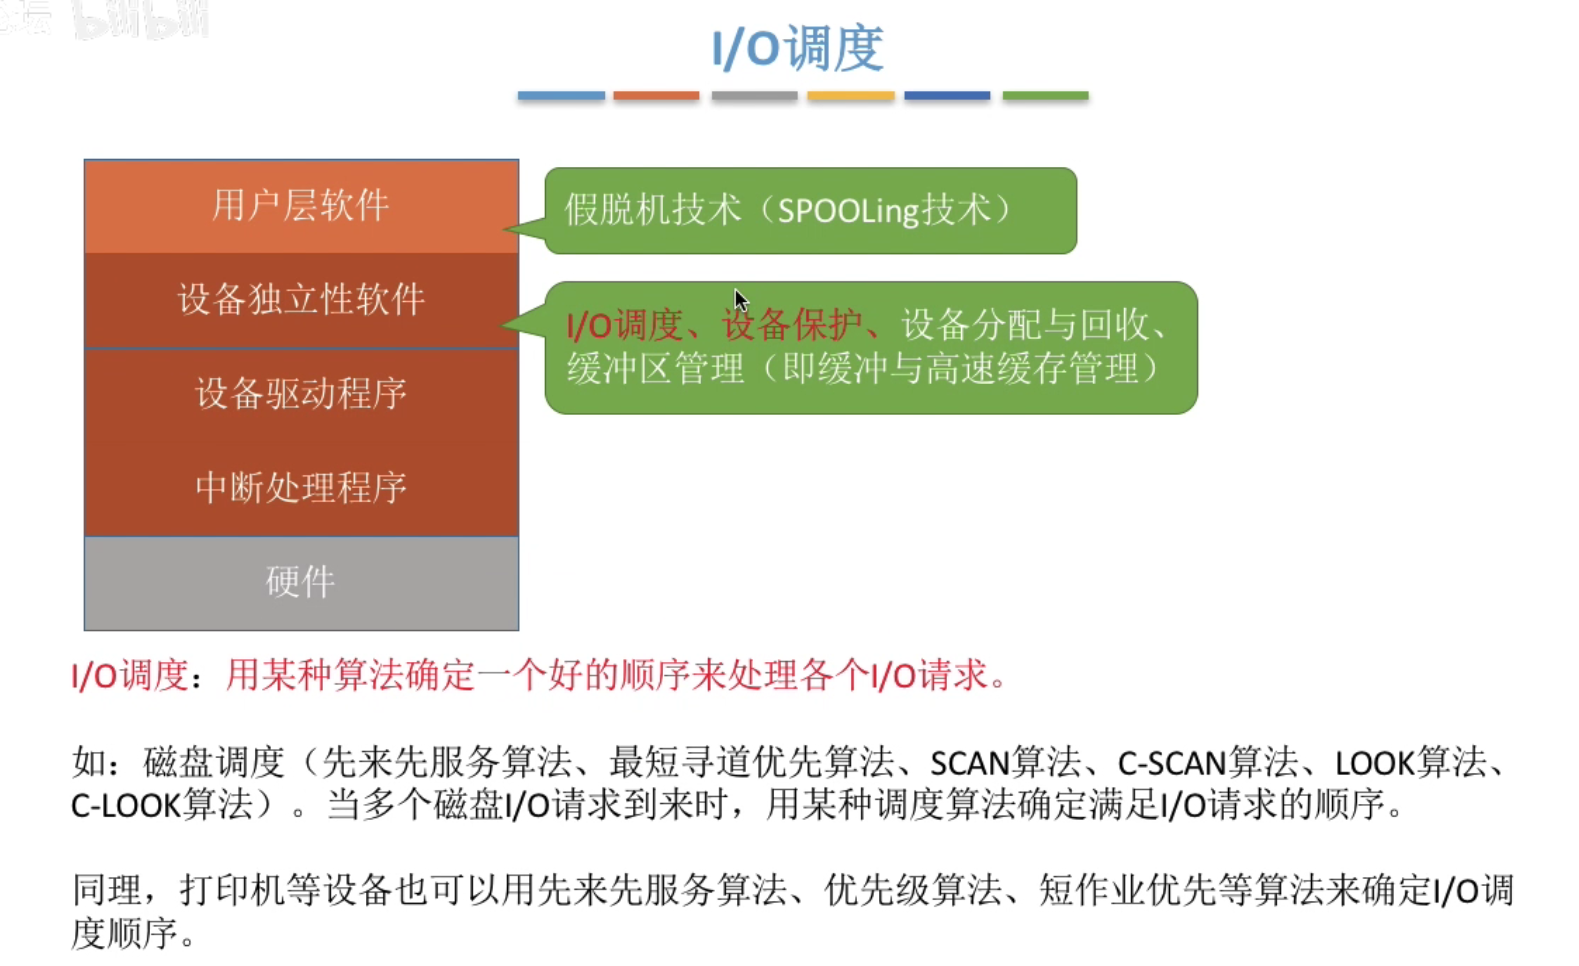 bilibili
I/O调度
用户层软件
假脱机技术（SPOOLing技术）
设备独立性软件
I/O调度、设备保护、设备分配与回收、
缓冲区管理（即缓冲与高速缓存管理）
设备驱动程序
中断处理程序
硬件
I/O调度：用某种算法确定一个好的顺序来处理各个I/O请求。
如：磁盘调度（先来先服务算法、最短寻道优先算法、SCAN算法、C-SCAN算法、LOOK算法、
C-LOOK算法）。当多个磁盘I/O请求到来时，用某种调度算法确定满足I/O请求的顺序。
同理，打印机等设备也可以用先来先服务算法、优先级算法、短作业优先等算法来确定I/O调
度顺序。